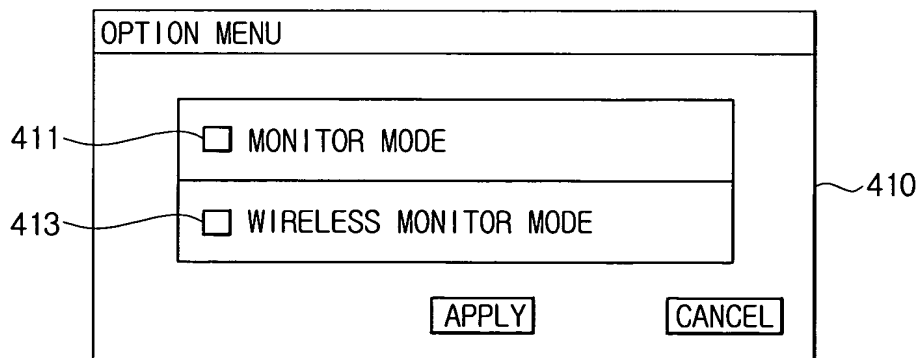 OPTION MENU
411
MONITOR MODE
410
413
WIRELESS MONITOR MODE
APPLY
CANCEL